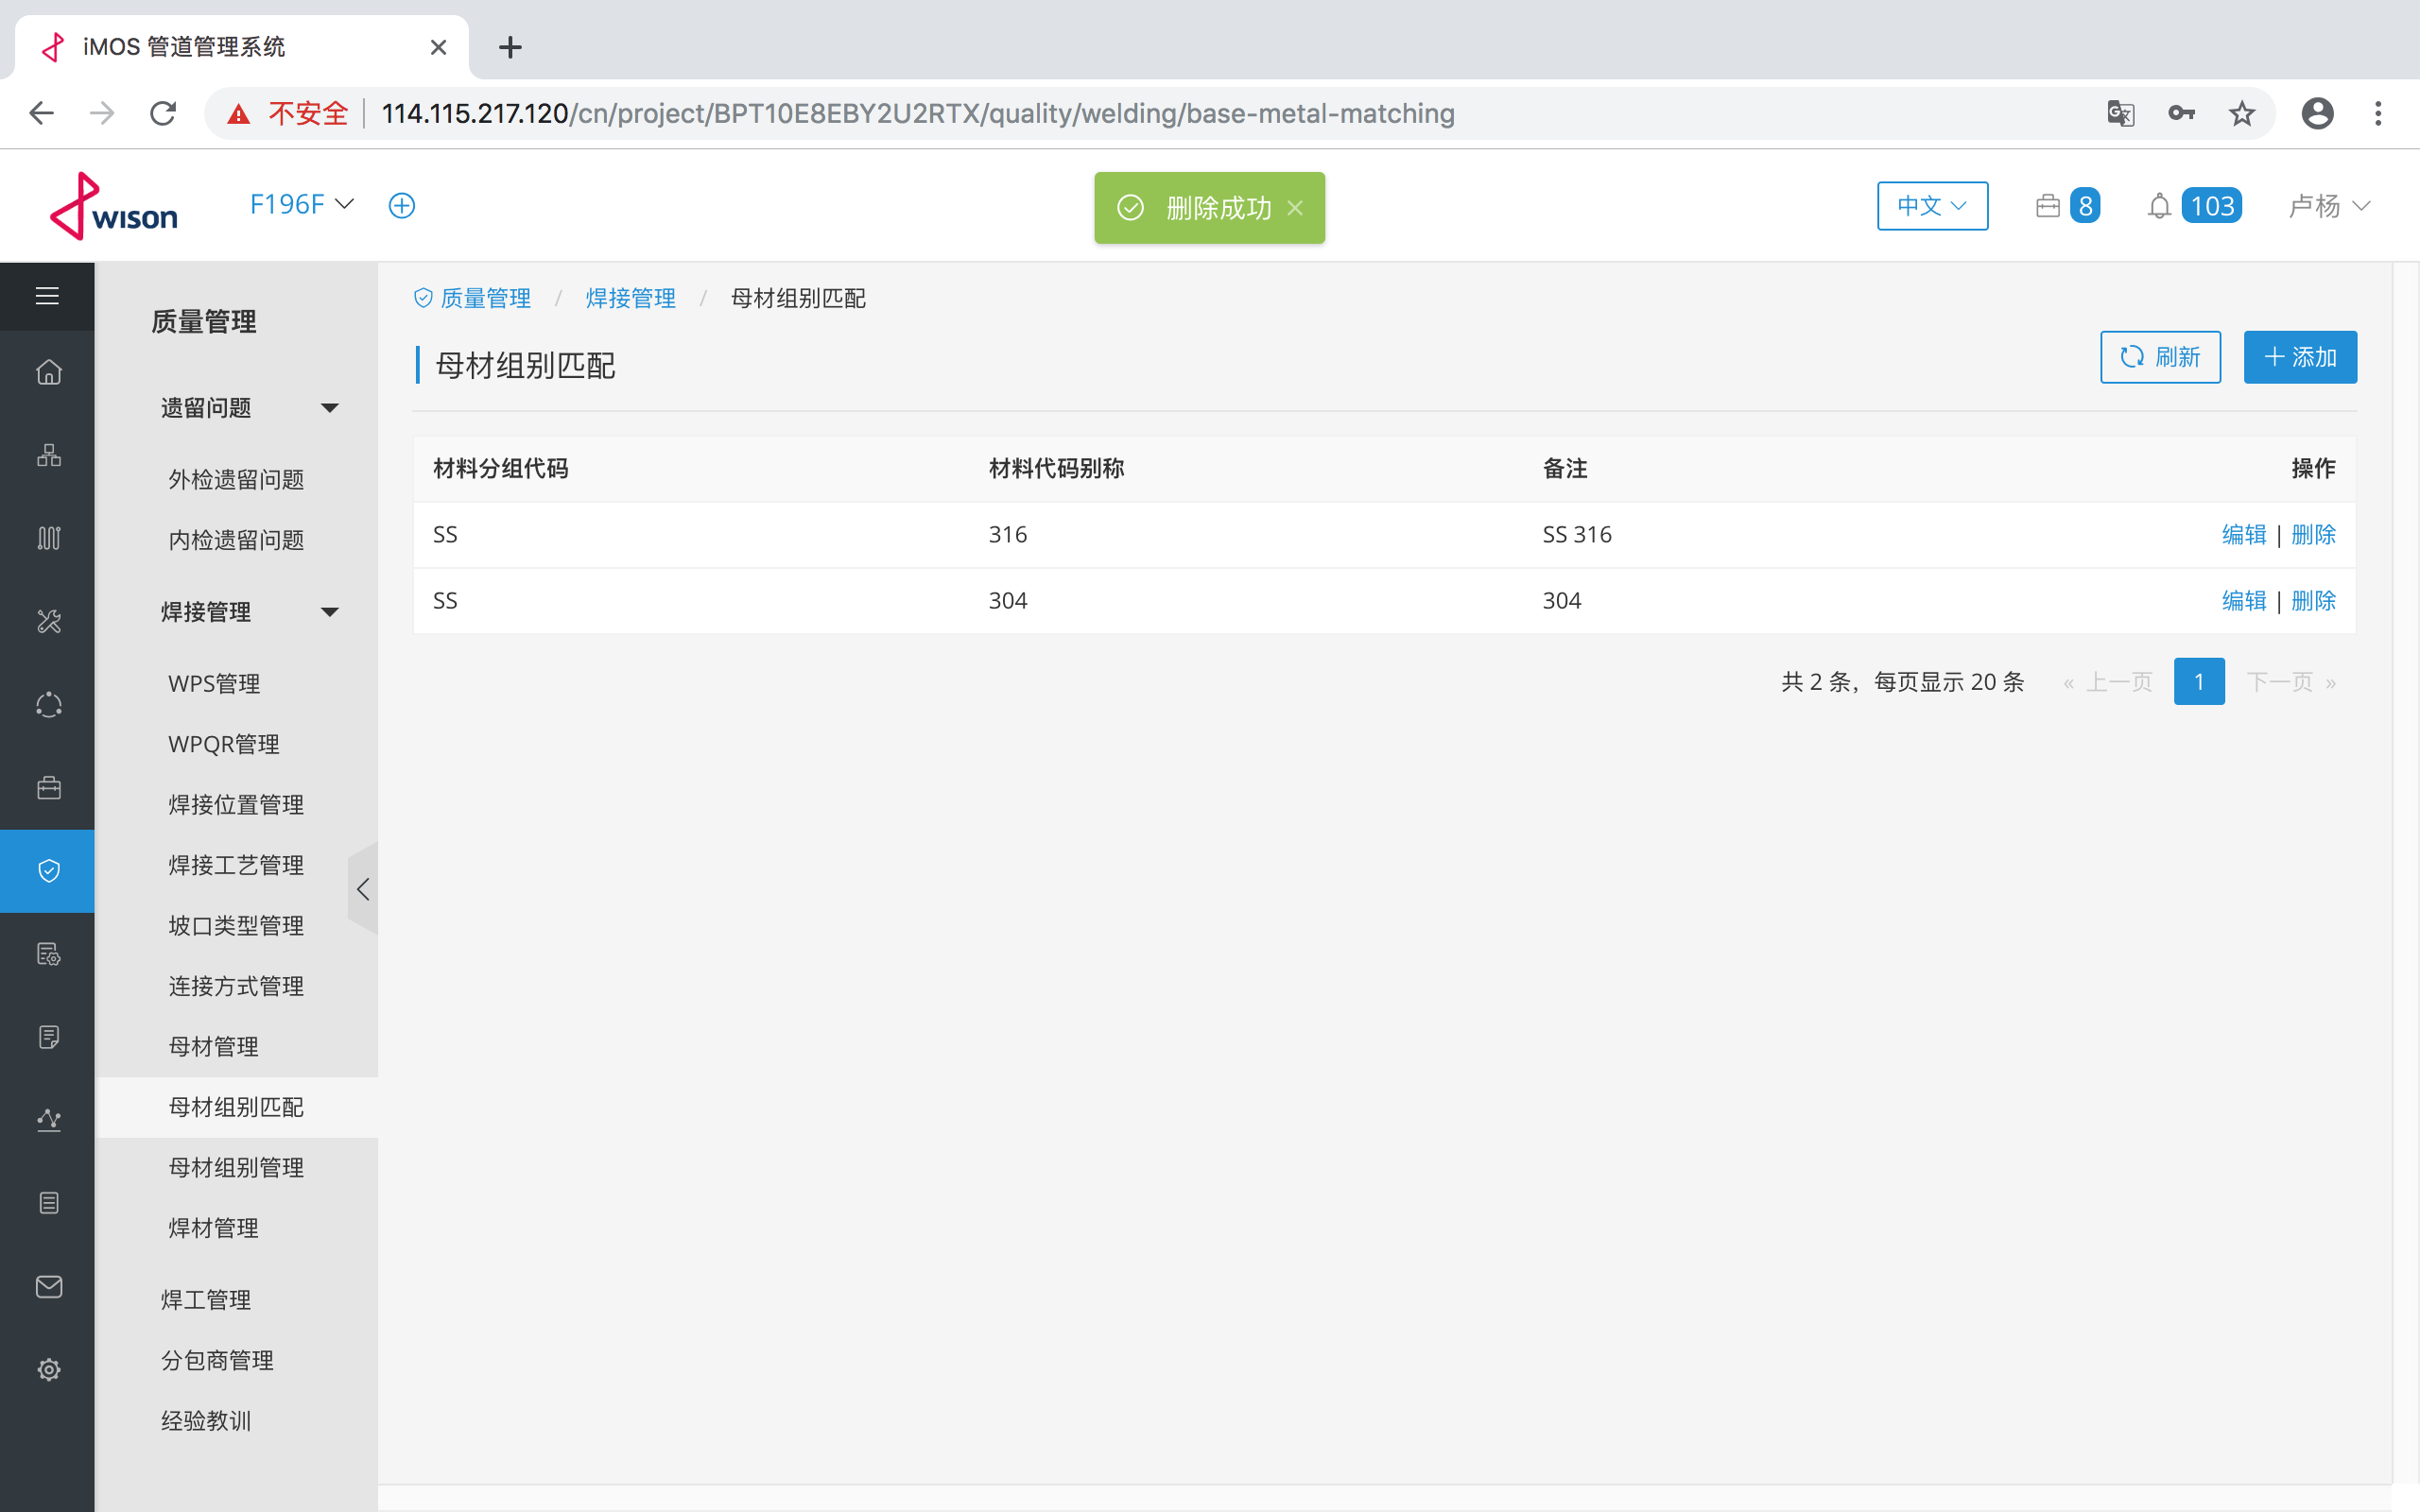 iMOS 管道管理系统
不安全 114.115.217.120/cn/project/BPT10E8EBY2U2RTX/quality/welding/base-metal-matching
wison
F196F
删除成功
中文
8
103
卢杨
质量管理
遗留问题
外检遗留问题
内检遗留问题
焊接管理
WPS管理
WPQR管理
焊接位置管理
焊接工艺管理
坡口类型管理
连接方式管理
母材管理
母材组别匹配
母材组别管理
焊材管理
焊工管理
分包商管理
经验教训
质量管理 / 焊接管理 / 母材组别匹配
母材组别匹配
刷新
添加
材料分组代码 材料代码别称 备注 操作
SS 316 SS 316 编辑 | 删除
SS 304 304 编辑 | 删除
共 2 条，每页显示 20 条 « 上一页 1 下一页 »